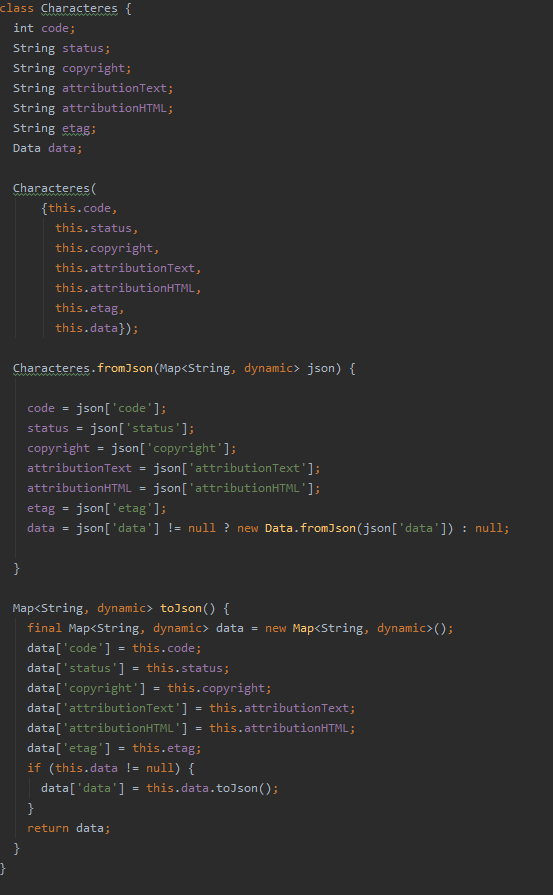 class Characteres {
  int code;
  String status;
  String copyright;
  String attributionText;
  String attributionHTML;
  String etag;
  Data data;

  Characteres(
      {this.code,
        this.status,
        this.copyright,
        this.attributionText,
        this.attributionHTML,
        this.etag,
        this.data});

  Characteres.fromJson(Map<String, dynamic> json) {

    code = json['code'];
    status = json['status'];
    copyright = json['copyright'];
    attributionText = json['attributionText'];
    attributionHTML = json['attributionHTML'];
    etag = json['etag'];
    data = json['data'] != null ? new Data.fromJson(json['data']) : null;

  }

  Map<String, dynamic> toJson() {
    final Map<String, dynamic> data = new Map<String, dynamic>();
    data['code'] = this.code;
    data['status'] = this.status;
    data['copyright'] = this.copyright;
    data['attributionText'] = this.attributionText;
    data['attributionHTML'] = this.attributionHTML;
    data['etag'] = this.etag;
    if (this.data != null) {
      data['data'] = this.data.toJson();
    }
    return data;
  }
}